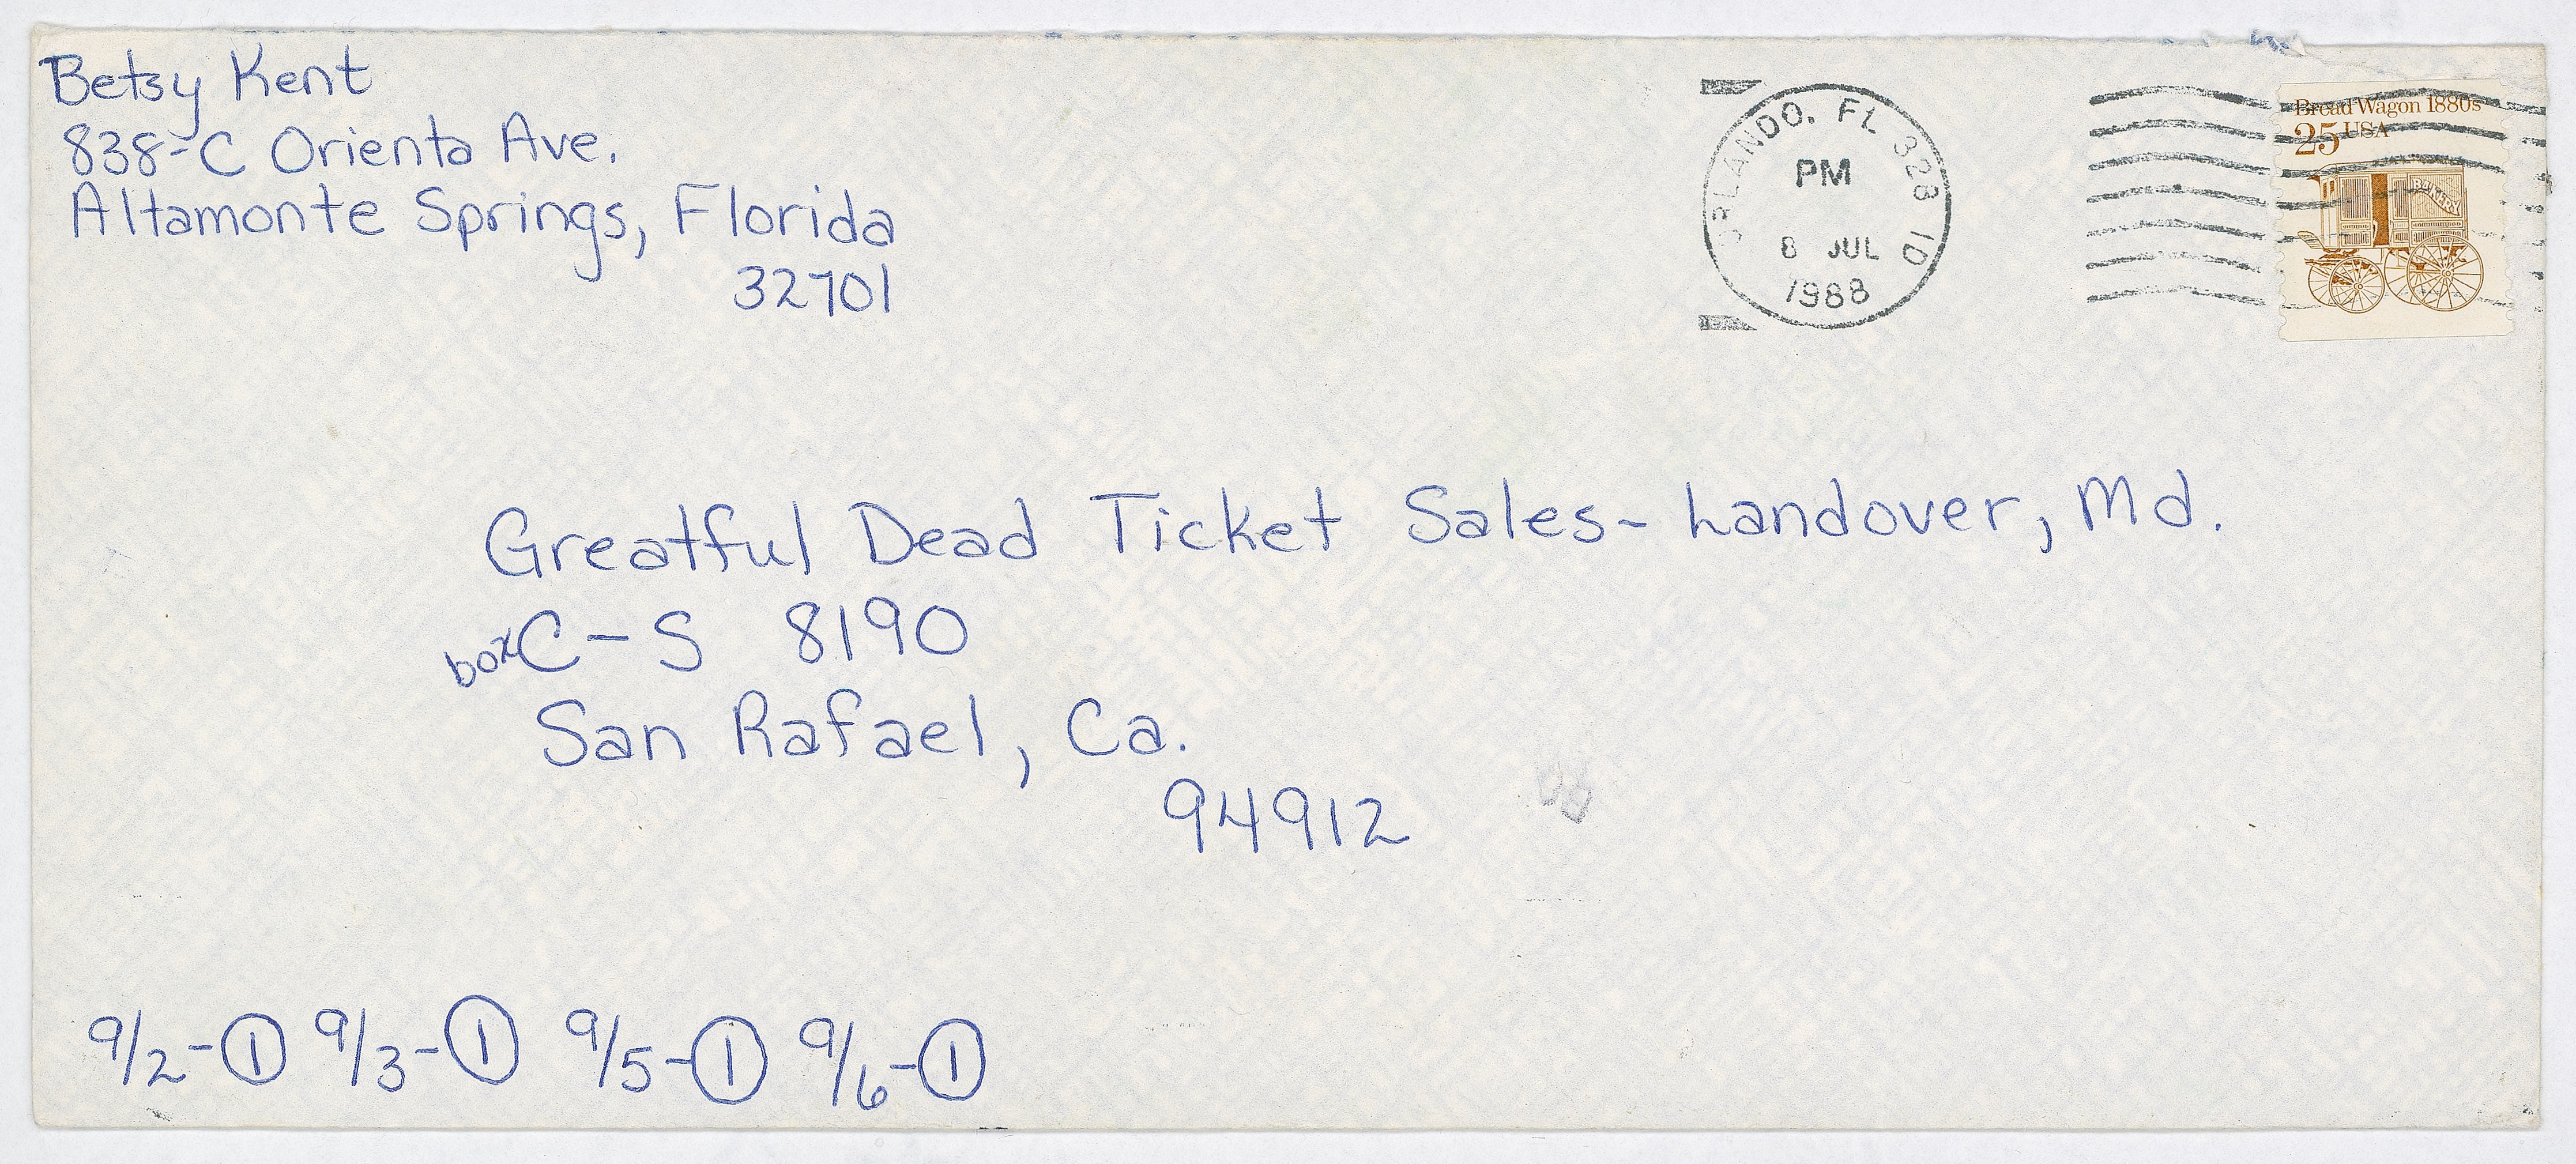 Betsy Kent
838-C Orienta Ave.
Altamonte Springs, Florida
32701
ORLANDO, FL 328 10
PM
8 JUL
1988
Bread Wagon 1880s
25 USA
BAKERY
Greatful Dead Ticket Sales- Landover, Md.
box C-S 8190
San Rafael, Ca.
94912
9/2-① 9/3-① 9/5-① 9/6-①